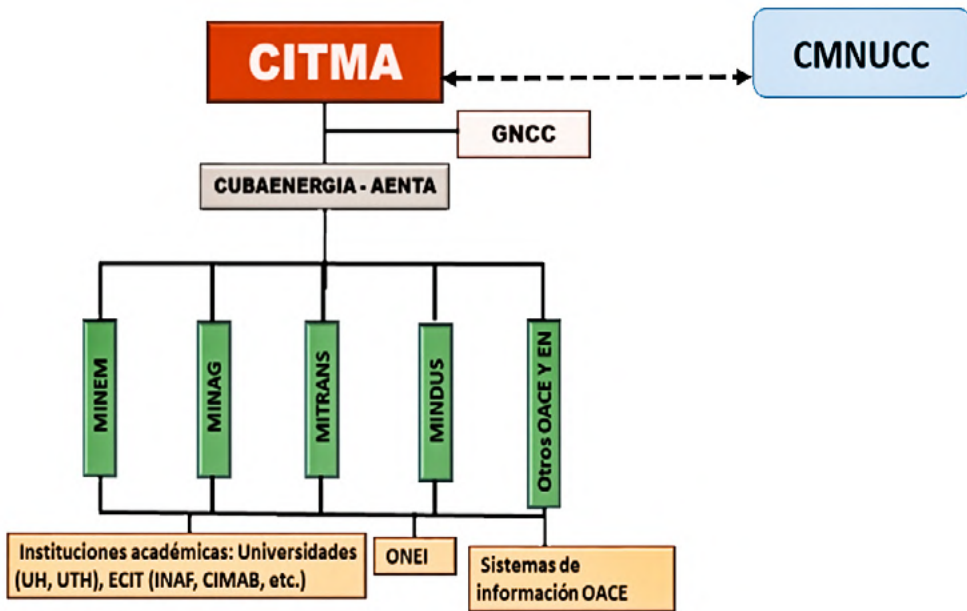 CITMA
CMNUCC
GNCC
CUBAENERGIA - AENTA
MINEM
MINAG
MITRANS
MINDUS
Otros OACE Y EN
Instituciones académicas: Universidades
(UH, UTH), ECIT (INAF, CIMAB, etc.)
ONEI
Sistemas de
información OACE